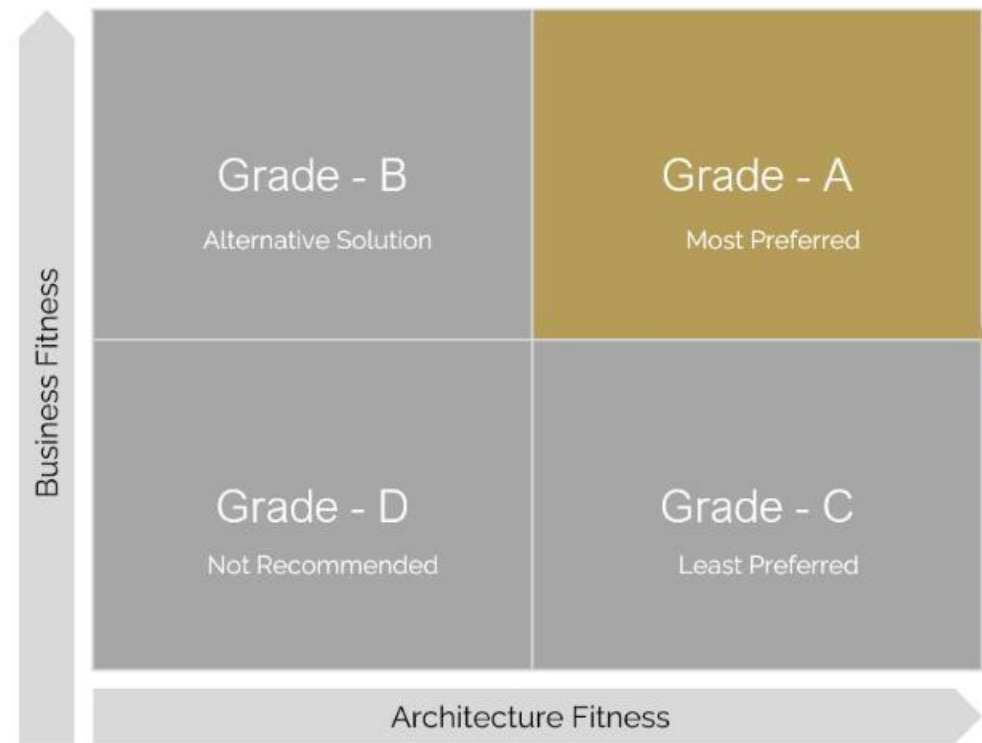 Business Fitness
Grade - B
Alternative Solution
Grade - A
Most Preferred
Grade - D
Not Recommended
Grade - C
Least Preferred
Architecture Fitness